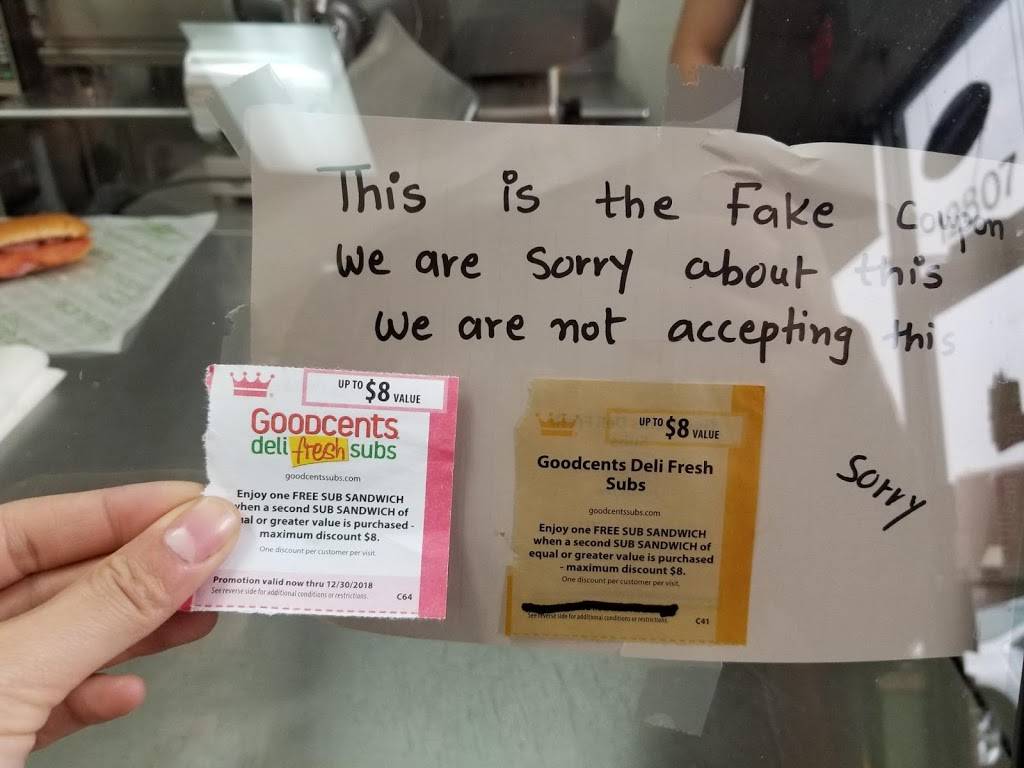 This is the Fake Coupon
We are Sorry about this
We are not accepting this
Sorry
UP TO $8 VALUE
GOODCENTS
deli fresh subs
goodcentssubs.com
Enjoy one FREE SUB SANDWICH
when a second SUB SANDWICH of
or greater value is purchased -
maximum discount $8.
One discount per customer per visit.
Promotion valid now thru 12/30/2018
See reverse side for additional conditions or restrictions.
C64
UP TO $8 VALUE
Goodcents Deli Fresh
Subs
goodcentssubs.com
Enjoy one FREE SUB SANDWICH
when a second SUB SANDWICH of
equal or greater value is purchased
- maximum discount $8.
One discount per customer per visit.
See reverse side for additional conditions or restrictions.
C41